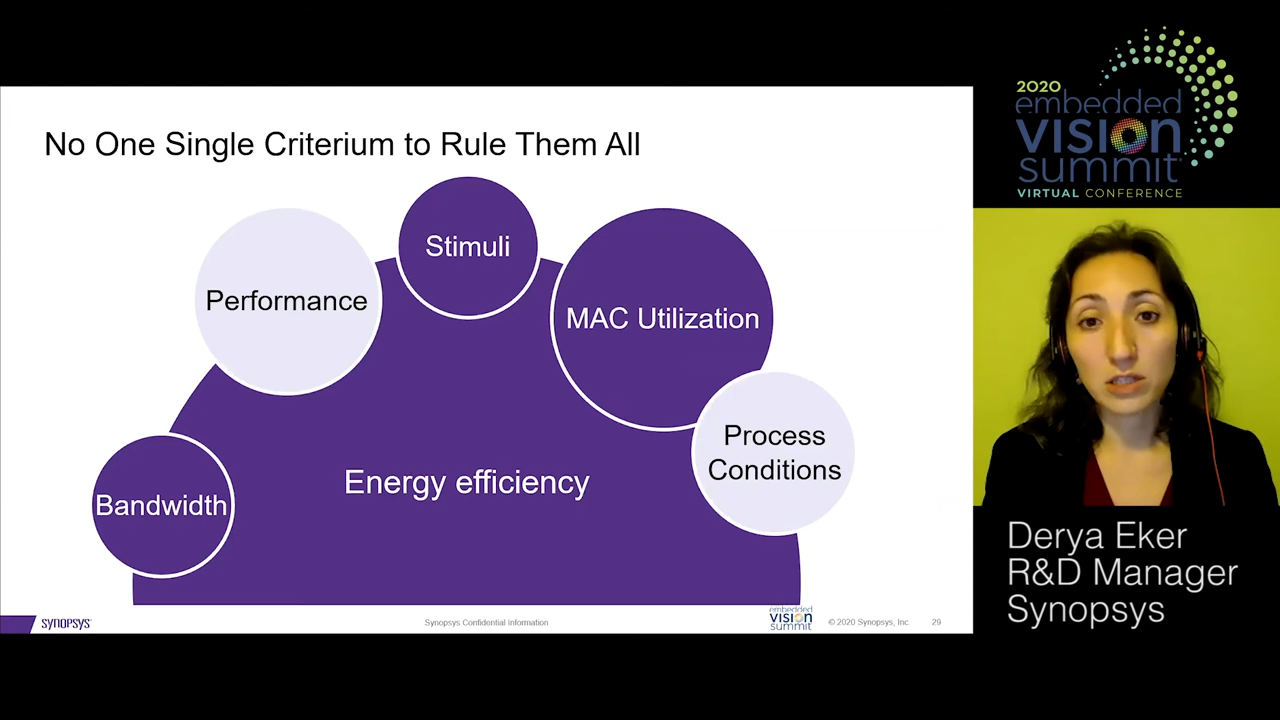 No One Single Criterium to Rule Them All
Stimuli
Performance
MAC Utilization
Process
Conditions
Energy efficiency
Bandwidth
SYNOPSYS
Synopsys Confidential Information
embedded
VISION
summit
© 2020 Synopsys, Inc.
29
2020
embedded
VISION
summit
VIRTUAL CONFERENCE
Derya Eker
R&D Manager
Synopsys